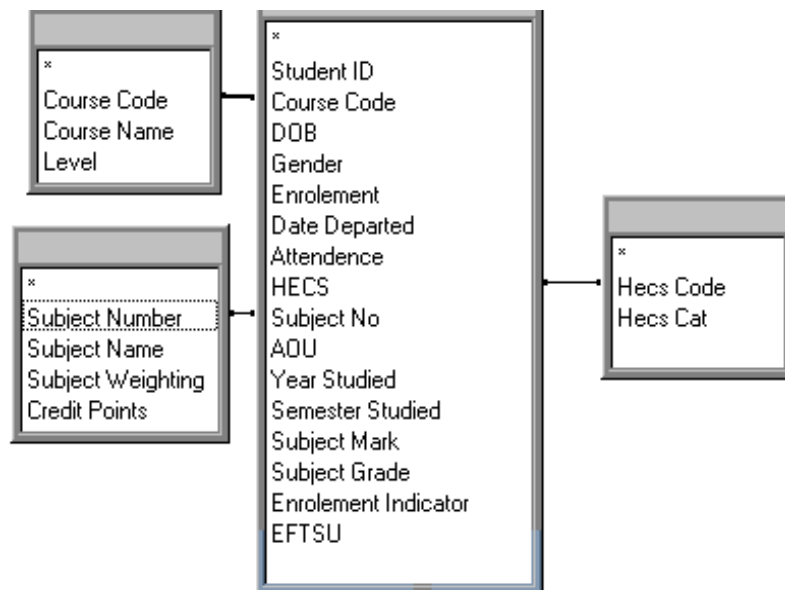 *
Course Code
Course Name
Level
*
Subject Number
Subject Name
Subject Weighting
Credit Points
*
Student ID
Course Code
DOB
Gender
Enrolement
Date Departed
Attendence
HECS
Subject No
AOU
Year Studied
Semester Studied
Subject Mark
Subject Grade
Enrolement Indicator
EFTSU
*
Hecs Code
Hecs Cat